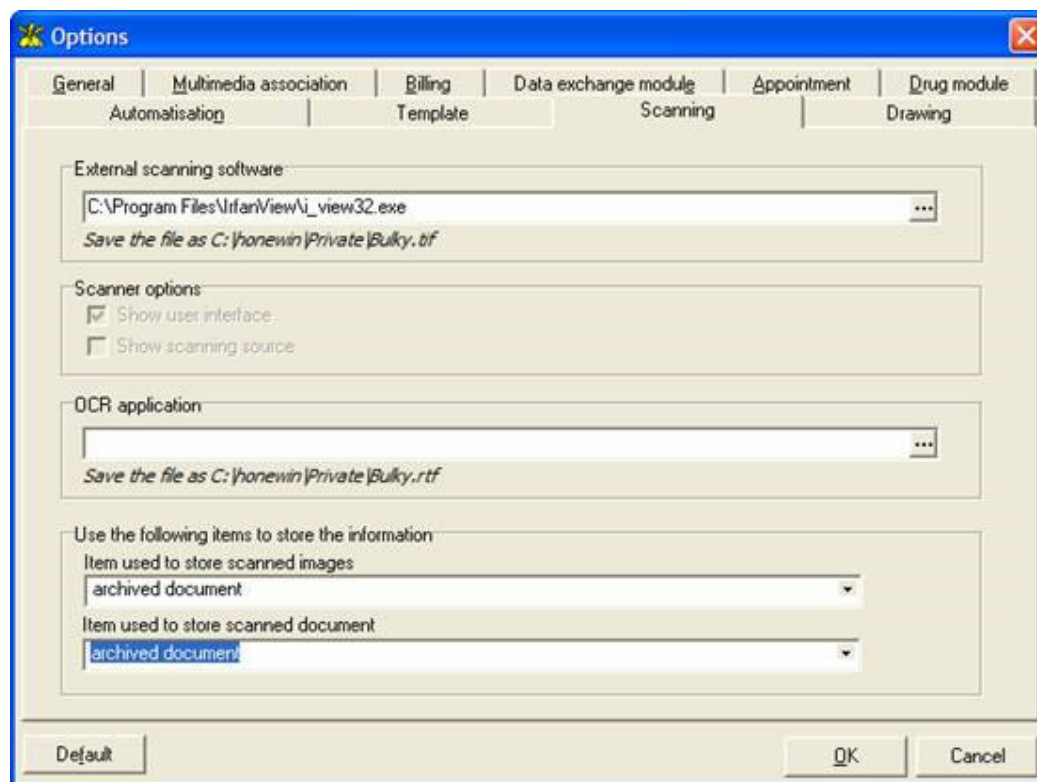 Options
General Multimedia association Billing Data exchange module Appointment Drug module
Automatisation Template Scanning Drawing
External scanning software
C:\Program Files\IrfanView\i_view32.exe ...
Save the file as C:\honewin\Private\Bulky.tif
Scanner options
Show user interface
Show scanning source
OCR application
...
Save the file as C:\honewin\Private\Bulky.rtf
Use the following items to store the information
Item used to store scanned images
archived document
Item used to store scanned document
archived document
Default OK Cancel